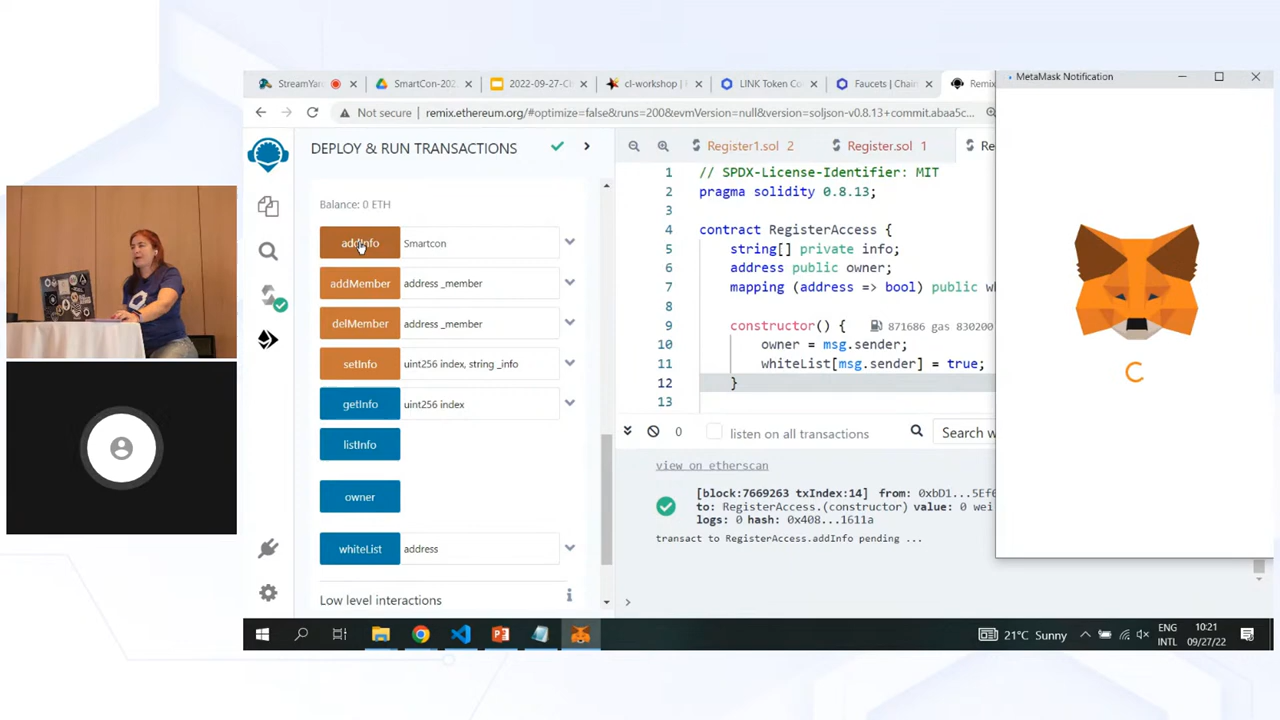 StreamYar
SmartCon-202
2022-09-27-Ch
cl-workshop |
LINK Token Co
Faucets | Chain
Remix
MetaMask Notification
Not secure
remix.ethereum.org/#optimize=false&runs=200&evmVersion=null&version=soljson-v0.8.13+commit.abaa5c...
DEPLOY & RUN TRANSACTIONS
Balance: 0 ETH
addInfo Smartcon
addMember address _member
delMember address _member
setInfo uint256 index, string _info
getInfo uint256 index
listInfo
owner
whiteList address
Low level interactions
Register1.sol 2
Register.sol 1
Re
1 // SPDX-License-Identifier: MIT
2 pragma solidity 0.8.13;
3
4 contract RegisterAccess {
5 string[] private info;
6 address public owner;
7 mapping (address => bool) public wh
8
9 constructor() { 871686 gas 830200
10 owner = msg.sender;
11 whiteList[msg.sender] = true;
12 }
13
0
listen on all transactions
Search w
view on etherscan
[block:7669263 txIndex:14] from: 0xbD1...5Ef6
to: RegisterAccess.(constructor) value: 0 wei
logs: 0 hash: 0x408...1611a
transact to RegisterAccess.addInfo pending ...
21°C Sunny
ENG
INTL
10:21
09/27/22